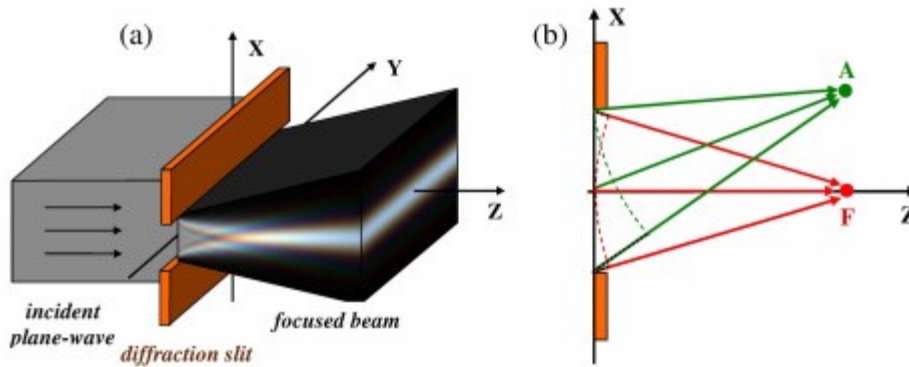 (a)
X
Y
Z
incident
plane-wave
diffraction slit
focused beam
(b)
X
A
F
Z